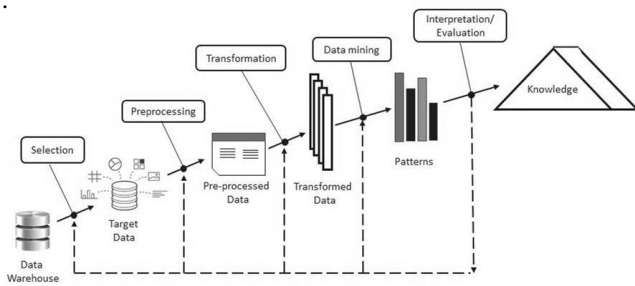 Interpretation/
Evaluation
Data mining
Transformation
Knowledge
Preprocessing
Selection
Patterns
Pre-processed
Data
Transformed
Data
Target
Data
Data
Warehouse